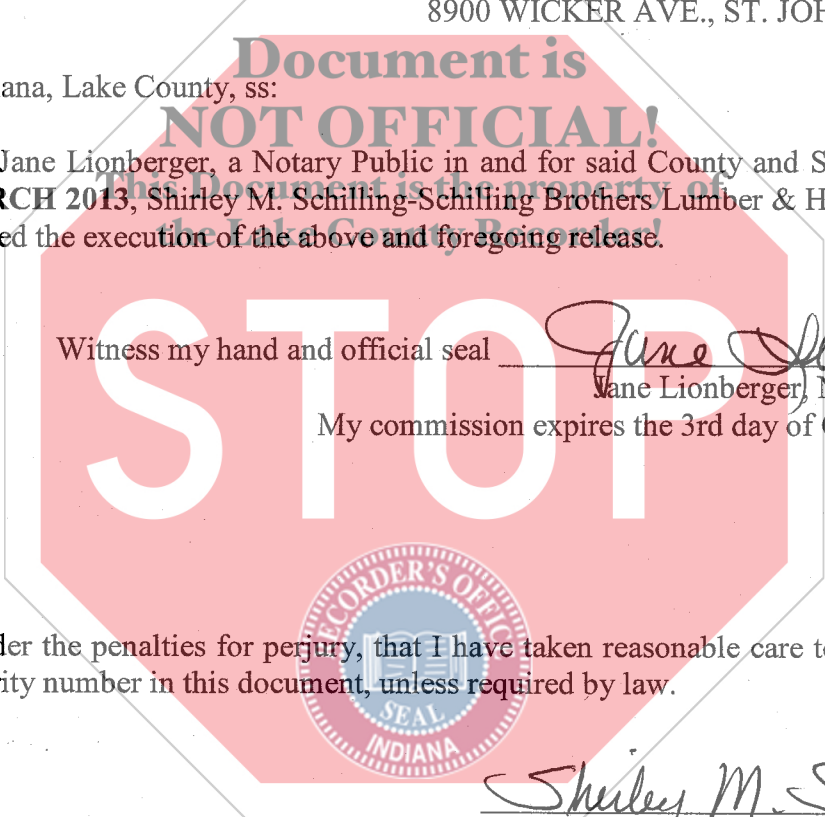 8900 WICKER AVE., ST. JOH
Document is
ana, Lake County, ss:
NOT OFFICIAL!
Jane Lionberger, a Notary Public in and for said County and S
This Document is the property of
RCH 2013, Shirley M. Schilling-Schilling Brothers Lumber & H
the Lake County Recorder!
ed the execution of the above and foregoing release.
STOP
Witness my hand and official seal Jane
Jane Lionberger,
My commission expires the 3rd day of
RECORDER'S OFFICE
der the penalties for perjury, that I have taken reasonable care to
rity number in this document, unless required by law.
SEAL
INDIANA
Shirley M. S